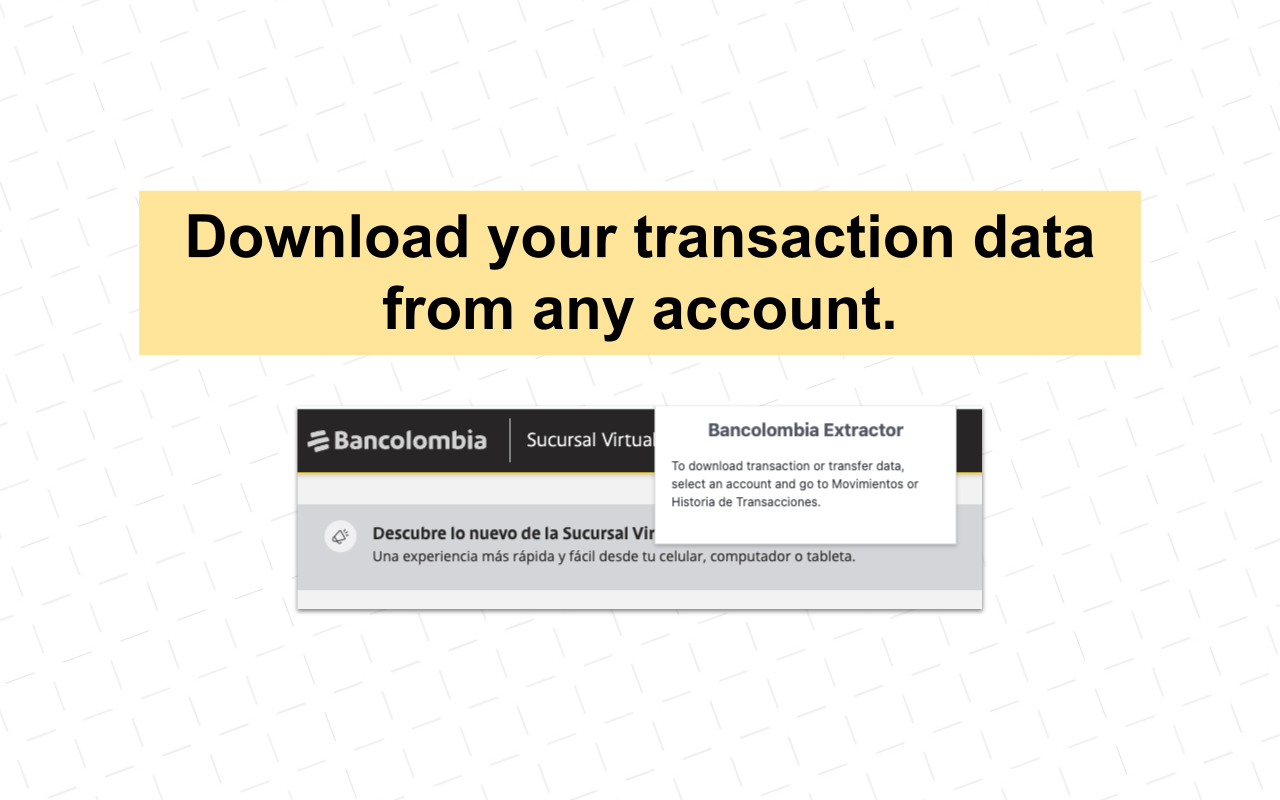 Download your transaction data
from any account.
Bancolombia
Sucursal Virtual
Bancolombia Extractor
To download transaction or transfer data,
select an account and go to Movimientos or
Historia de Transacciones.
Descubre lo nuevo de la Sucursal
Una experiencia más rápida y fácil desde tu celular, computador o tableta.